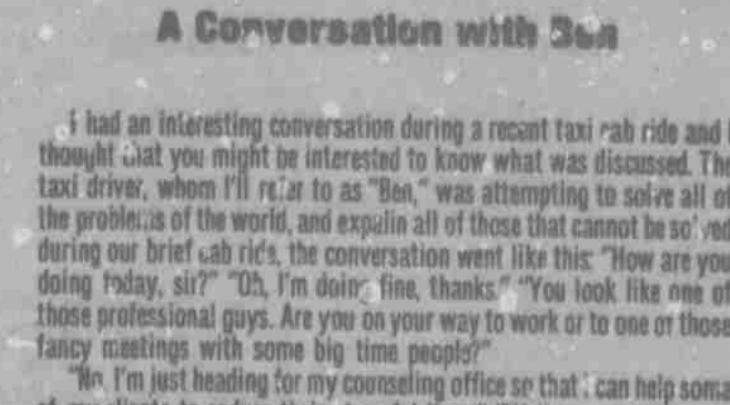 A Conversation with Ben
I had an interesting conversation during a recent taxi cab ride and I
thought that you might be interested to know what was discussed. The
taxi driver, whom I'll refer to as "Ben," was attempting to solve all of
the problems of the world, and expalin all of those that cannot be solved
during our brief cab ride, the conversation went like this: "How are you
doing today, sir?" "Oh, I'm doing fine, thanks." "You look like one of
those professional guys. Are you on your way to work or to one of those
fancy meetings with some big time people?"
"No, I'm just heading for my counseling office so that I can help some